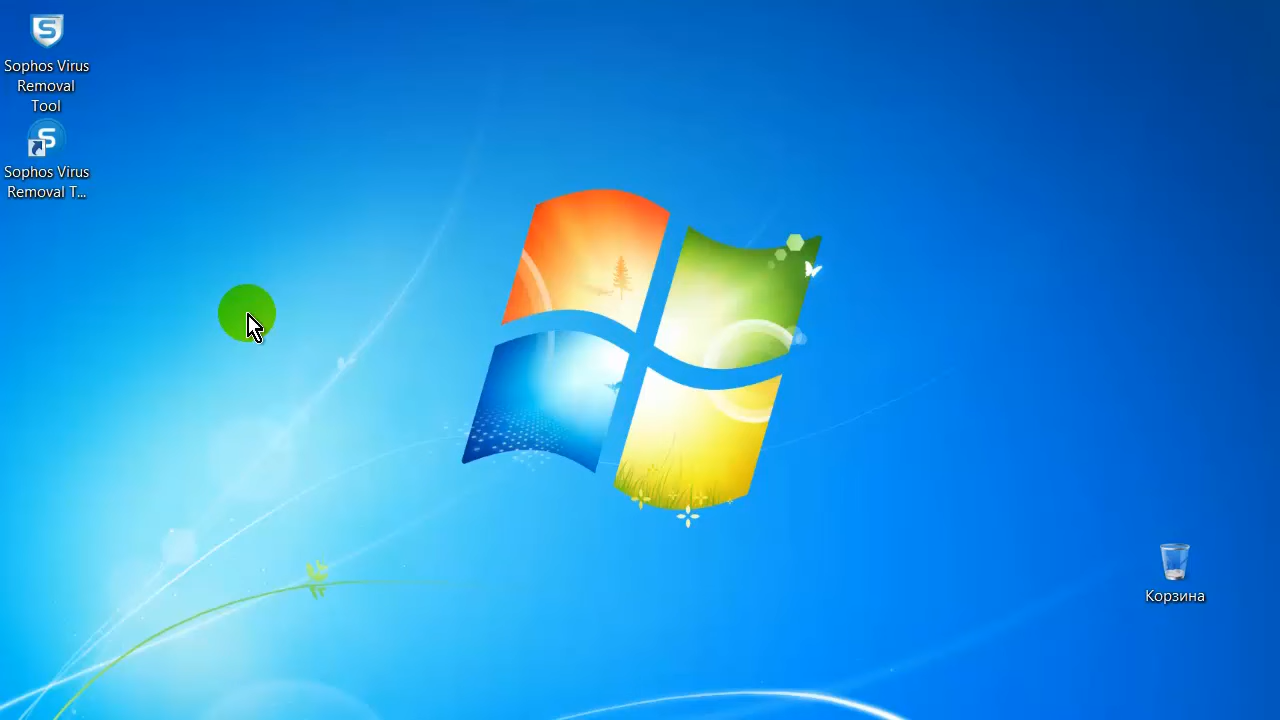 Sophos Virus
Removal
Tool
Sophos Virus
Removal T...
Корзина